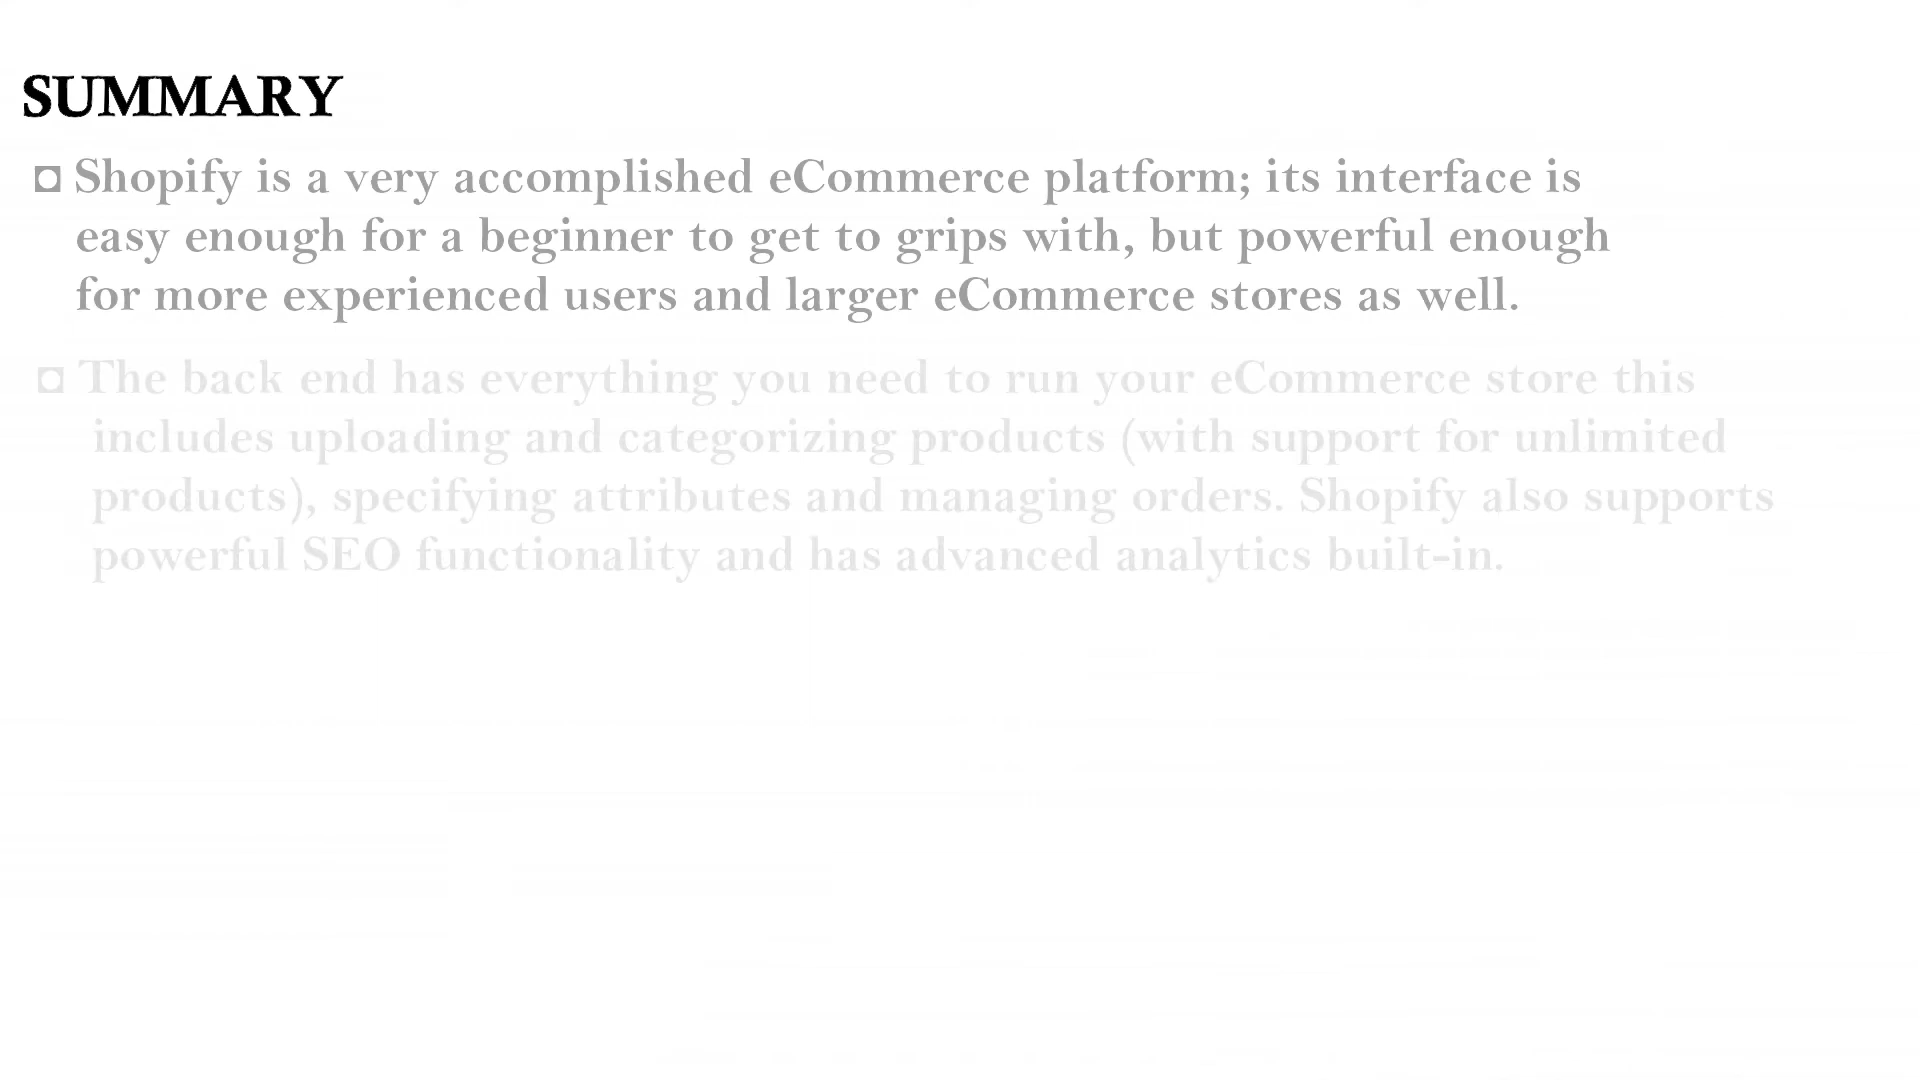 SUMMARY
◘ Shopify is a very accomplished eCommerce platform; its interface is
easy enough for a beginner to get to grips with, but powerful enough
for more experienced users and larger eCommerce stores as well.
◘ The back end has everything you need to run your eCommerce store this
includes uploading and categorizing products (with support for unlimited
products), specifying attributes and managing orders. Shopify also supports
powerful SEO functionality and has advanced analytics built-in.